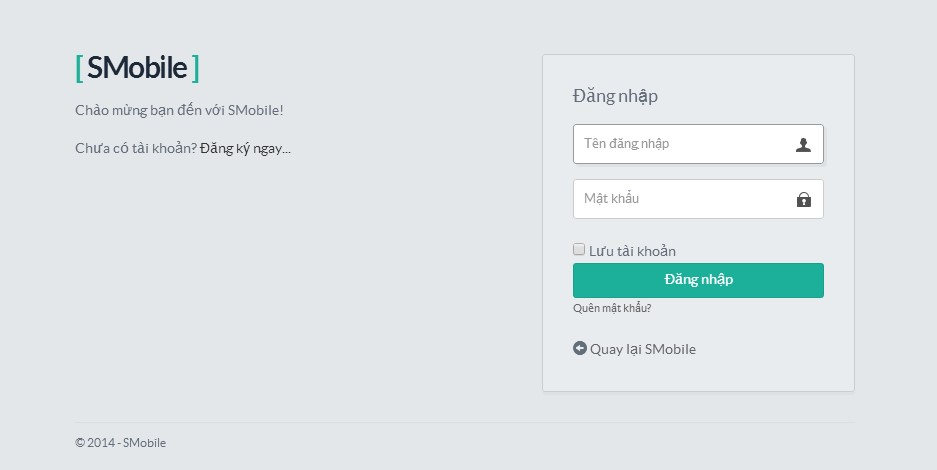 [ SMobile ]
Chào mừng bạn đến với SMobile!
Chưa có tài khoản? Đăng ký ngay...
Đăng nhập
Tên đăng nhập
Mật khẩu
Lưu tài khoản
Đăng nhập
Quên mật khẩu?
Quay lại SMobile
© 2014 - SMobile